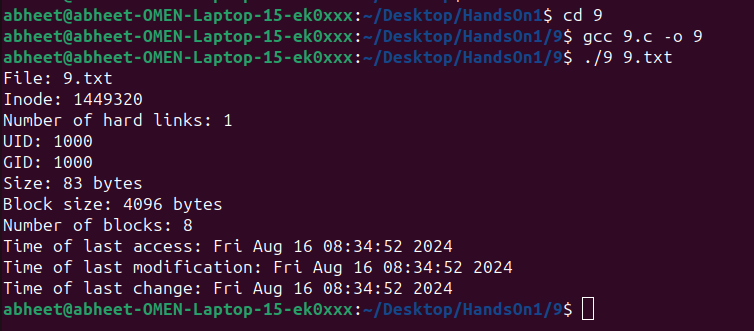 abheet@abheet-OMEN-Laptop-15-ek0xxx:~/Desktop/HandsOn1$ cd 9
abheet@abheet-OMEN-Laptop-15-ek0xxx:~/Desktop/HandsOn1/9$ gcc 9.c -o 9
abheet@abheet-OMEN-Laptop-15-ek0xxx:~/Desktop/HandsOn1/9$ ./9 9.txt
File: 9.txt
Inode: 1449320
Number of hard links: 1
UID: 1000
GID: 1000
Size: 83 bytes
Block size: 4096 bytes
Number of blocks: 8
Time of last access: Fri Aug 16 08:34:52 2024
Time of last modification: Fri Aug 16 08:34:52 2024
Time of last change: Fri Aug 16 08:34:52 2024
abheet@abheet-OMEN-Laptop-15-ek0xxx:~/Desktop/HandsOn1/9$